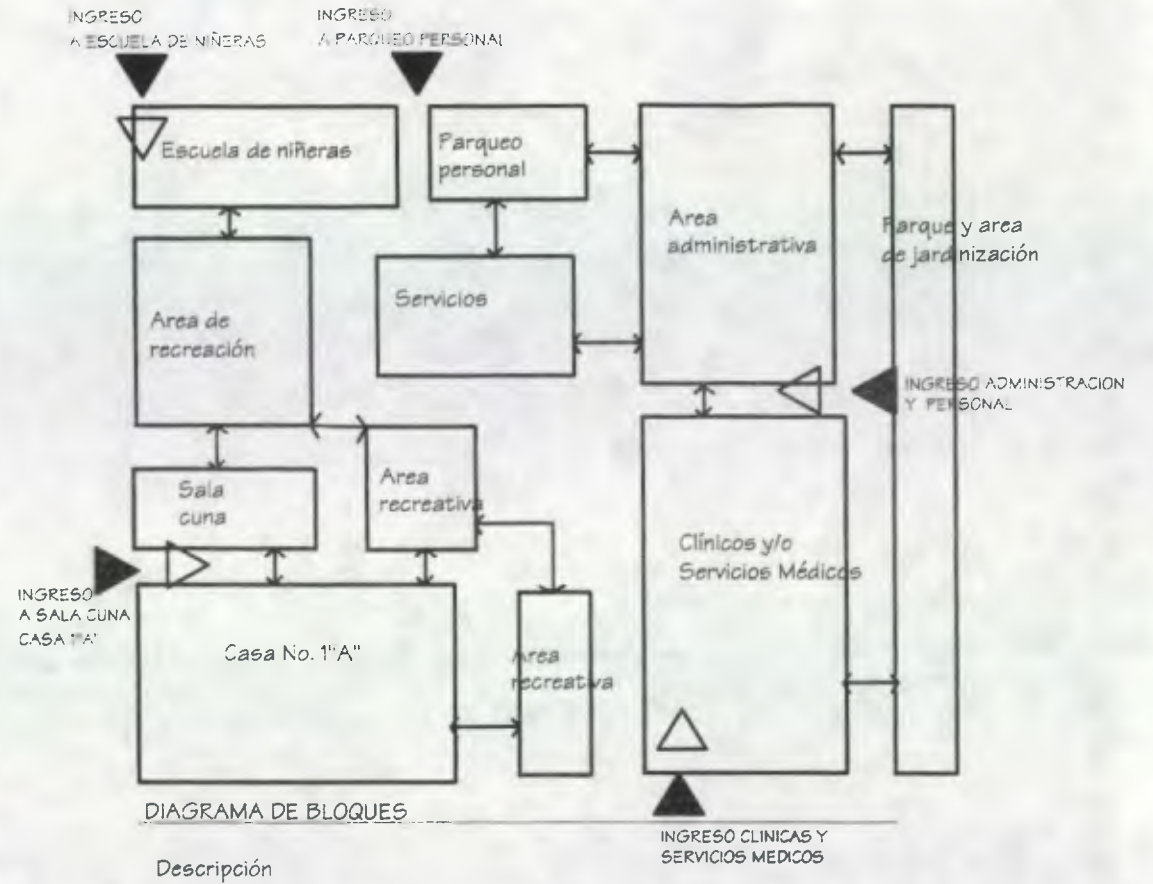 INGRESO
A ESCUELA DE NIÑERAS
INGRESO
A PARQUEO PERSONAL
Escuela de niñeras
Parqueo
personal
Area
administrativa
Parque y area
de jardinización
Servicios
Area de
recreación
INGRESO ADMINISTRACION
Y PERSONAL
Sala
cuna
Area
recreativa
Clínicos y/o
Servicios Médicos
INGRESO
A SALA CUNA
CASA 1"A"
Casa No. 1"A"
Area
recreativa
DIAGRAMA DE BLOQUES
INGRESO CLINICAS Y
SERVICIOS MEDICOS
Descripción